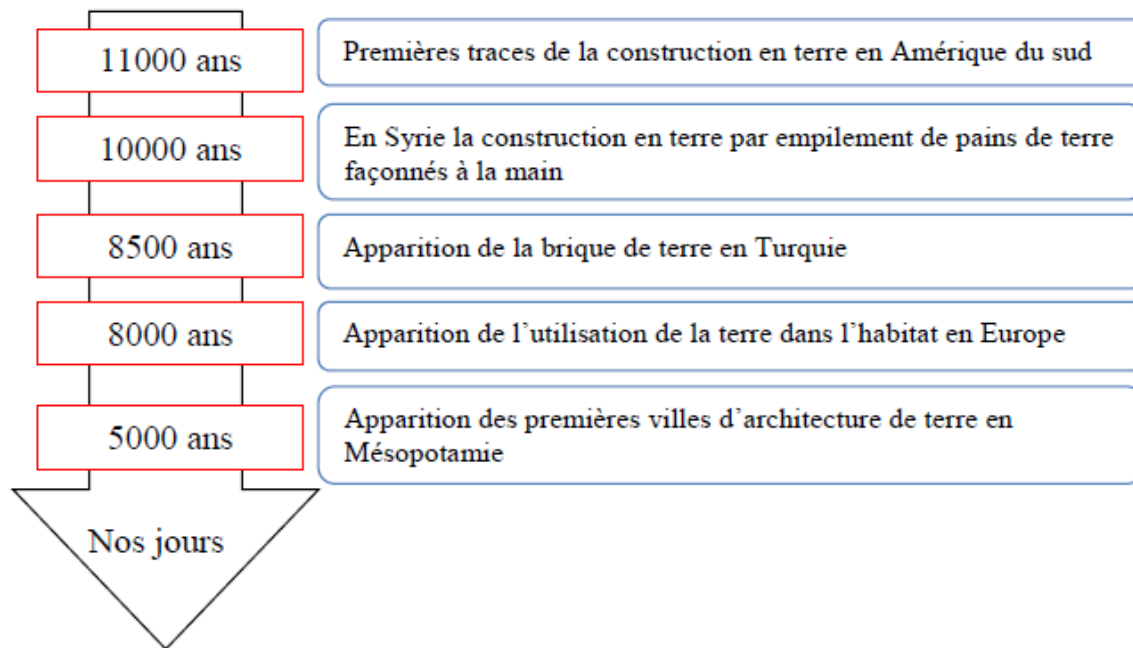 11000 ans
Premières traces de la construction en terre en Amérique du sud
10000 ans
En Syrie la construction en terre par empilement de pains de terre
façonnés à la main
8500 ans
Apparition de la brique de terre en Turquie
8000 ans
Apparition de l’utilisation de la terre dans l’habitat en Europe
5000 ans
Apparition des premières villes d’architecture de terre en
Mésopotamie
Nos jours